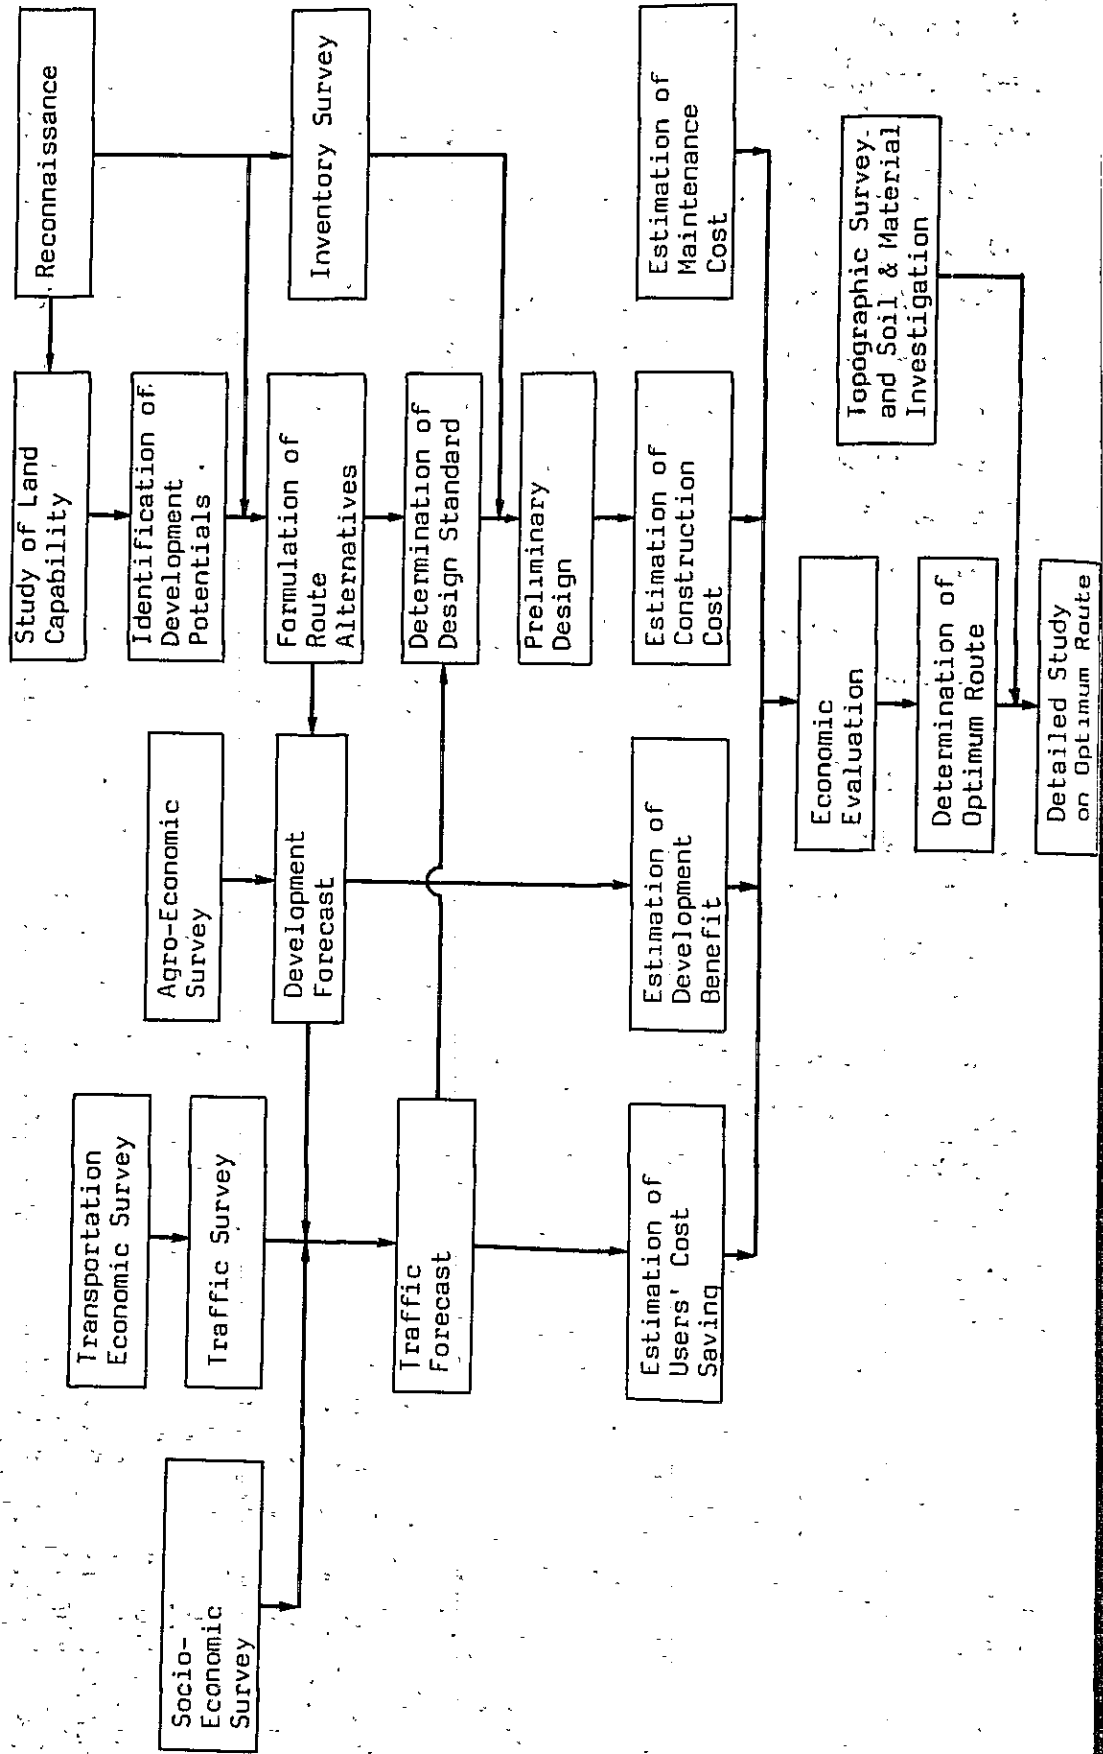 Reconnaissance
Study of Land
Capability
Transportation
Economic Survey
Identification of
Development
Potentials
Agro-Economic
Survey
Socio-
Economic
Survey
Traffic Survey
Inventory Survey
Formulation of
Route
Alternatives
Development
Forecast
Determination of
Design Standard
Traffic
Forecast
Preliminary
Design
Estimation of
Users' Cost
Saving
Estimation of
Development
Benefit
Estimation of
Construction
Cost
Estimation of
Maintenance
Cost
Economic
Evaluation
Topographic Survey
and Soil & Material
Investigation
Determination of
Optimum Route
Detailed Study
on Optimum Route